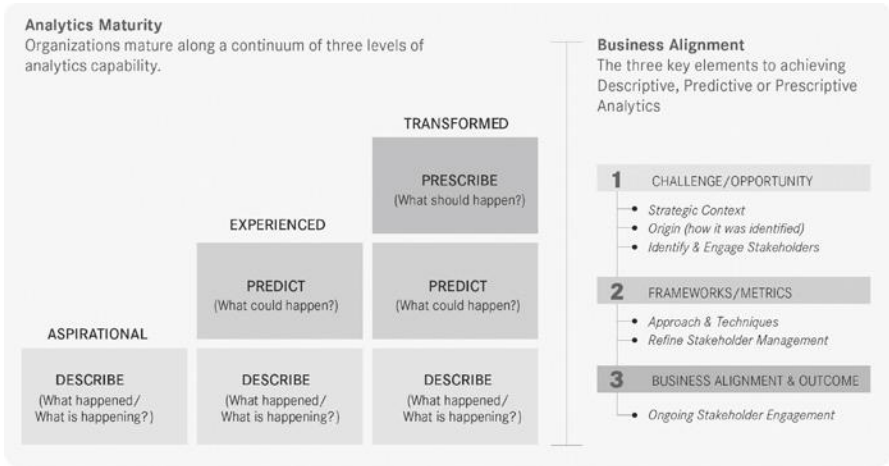 Analytics Maturity
Organizations mature along a continuum of three levels of
analytics capability.
TRANSFORMED
PRESCRIBE
(What should happen?)
EXPERIENCED
PREDICT
(What could happen?)
PREDICT
(What could happen?)
ASPIRATIONAL
DESCRIBE
(What happened/
What is happening?)
DESCRIBE
(What happened/
What is happening?)
DESCRIBE
(What happened/
What is happening?)
Business Alignment
The three key elements to achieving
Descriptive, Predictive or Prescriptive
Analytics
1 CHALLENGE/OPPORTUNITY
Strategic Context
Origin (how it was identified)
Identify & Engage Stakeholders
2 FRAMEWORKS/METRICS
Approach & Techniques
Refine Stakeholder Management
3 BUSINESS ALIGNMENT & OUTCOME
Ongoing Stakeholder Engagement